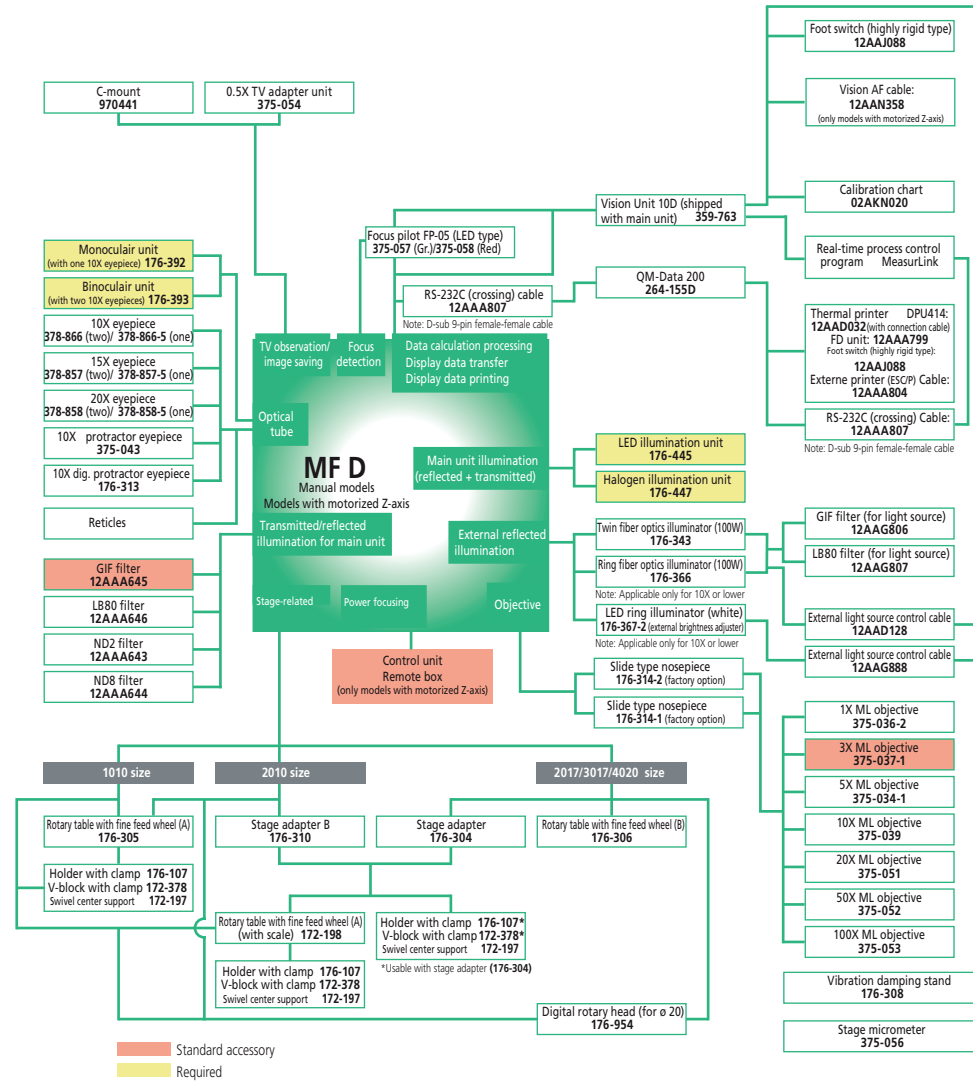 Foot switch (highly rigid type)
12AAJ088
C-mount
970441
0.5X TV adapter unit
375-054
Vision AF cable:
12AAN358
(only models with motorized Z-axis)
Vision Unit 10D (shipped
with main unit) 359-763
Calibration chart
02AKN020
Focus pilot FP-05 (LED type)
375-057 (Gr.)/375-058 (Red)
Real-time process control
program MeasurLink
Monoculair unit
(with one 10X eyepiece) 176-392
Binoculair unit
(with two 10X eyepieces) 176-393
10X eyepiece
378-866 (two)/ 378-866-5 (one)
15X eyepiece
378-857 (two)/ 378-857-5 (one)
20X eyepiece
378-858 (two)/ 378-858-5 (one)
10X protractor eyepiece
375-043
10X dig. protractor eyepiece
176-313
Reticles
RS-232C (crossing) cable
12AAA807
Note: D-sub 9-pin female-female cable
QM-Data 200
264-155D
Thermal printer DPU414:
12AAD032 (with connection cable)
FD unit: 12AAA799
Foot switch (highly rigid type):
12AAJ088
Externe printer (ESC/P) Cable:
12AAA804
RS-232C (crossing) Cable:
12AAA807
Note: D-sub 9-pin female-female cable
TV observation/
image saving
Focus
detection
Data calculation processing
Display data transfer
Display data printing
Optical
tube
MF D
Manual models
Models with motorized Z-axis
Main unit illumination
(reflected + transmitted)
Transmitted/reflected
illumination for main unit
External reflected
illumination
Stage-related
Power focusing
Objective
LED illumination unit
176-445
Halogen illumination unit
176-447
Twin fiber optics illuminator (100W)
176-343
Ring fiber optics illuminator (100W)
176-366
Note: Applicable only for 10X or lower
LED ring illuminator (white)
176-367-2 (external brightness adjuster)
Note: Applicable only for 10X or lower
GIF filter (for light source)
12AAG806
LB80 filter (for light source)
12AAG807
External light source control cable
12AAD128
External light source control cable
12AAG888
GIF filter
12AAA645
LB80 filter
12AAA646
ND2 filter
12AAA643
ND8 filter
12AAA644
Control unit
Remote box
(only models with motorized Z-axis)
Slide type nosepiece
176-314-2 (factory option)
Slide type nosepiece
176-314-1 (factory option)
1X ML objective
375-036-2
3X ML objective
375-037-1
5X ML objective
375-034-1
10X ML objective
375-039
20X ML objective
375-051
50X ML objective
375-052
100X ML objective
375-053
1010 size
2010 size
2017/3017/4020 size
Rotary table with fine feed wheel (A)
176-305
Stage adapter B
176-310
Stage adapter
176-304
Rotary table with fine feed wheel (B)
176-306
Holder with clamp 176-107
V-block with clamp 172-378
Swivel center support 172-197
Rotary table with fine feed wheel (A)
(with scale) 172-198
Holder with clamp 176-107*
V-block with clamp 172-378*
Swivel center support 172-197
*Usable with stage adapter (176-304)
Holder with clamp 176-107
V-block with clamp 172-378
Swivel center support 172-197
Digital rotary head (for ø 20)
176-954
Vibration damping stand
176-308
Stage micrometer
375-056
Standard accessory
Required